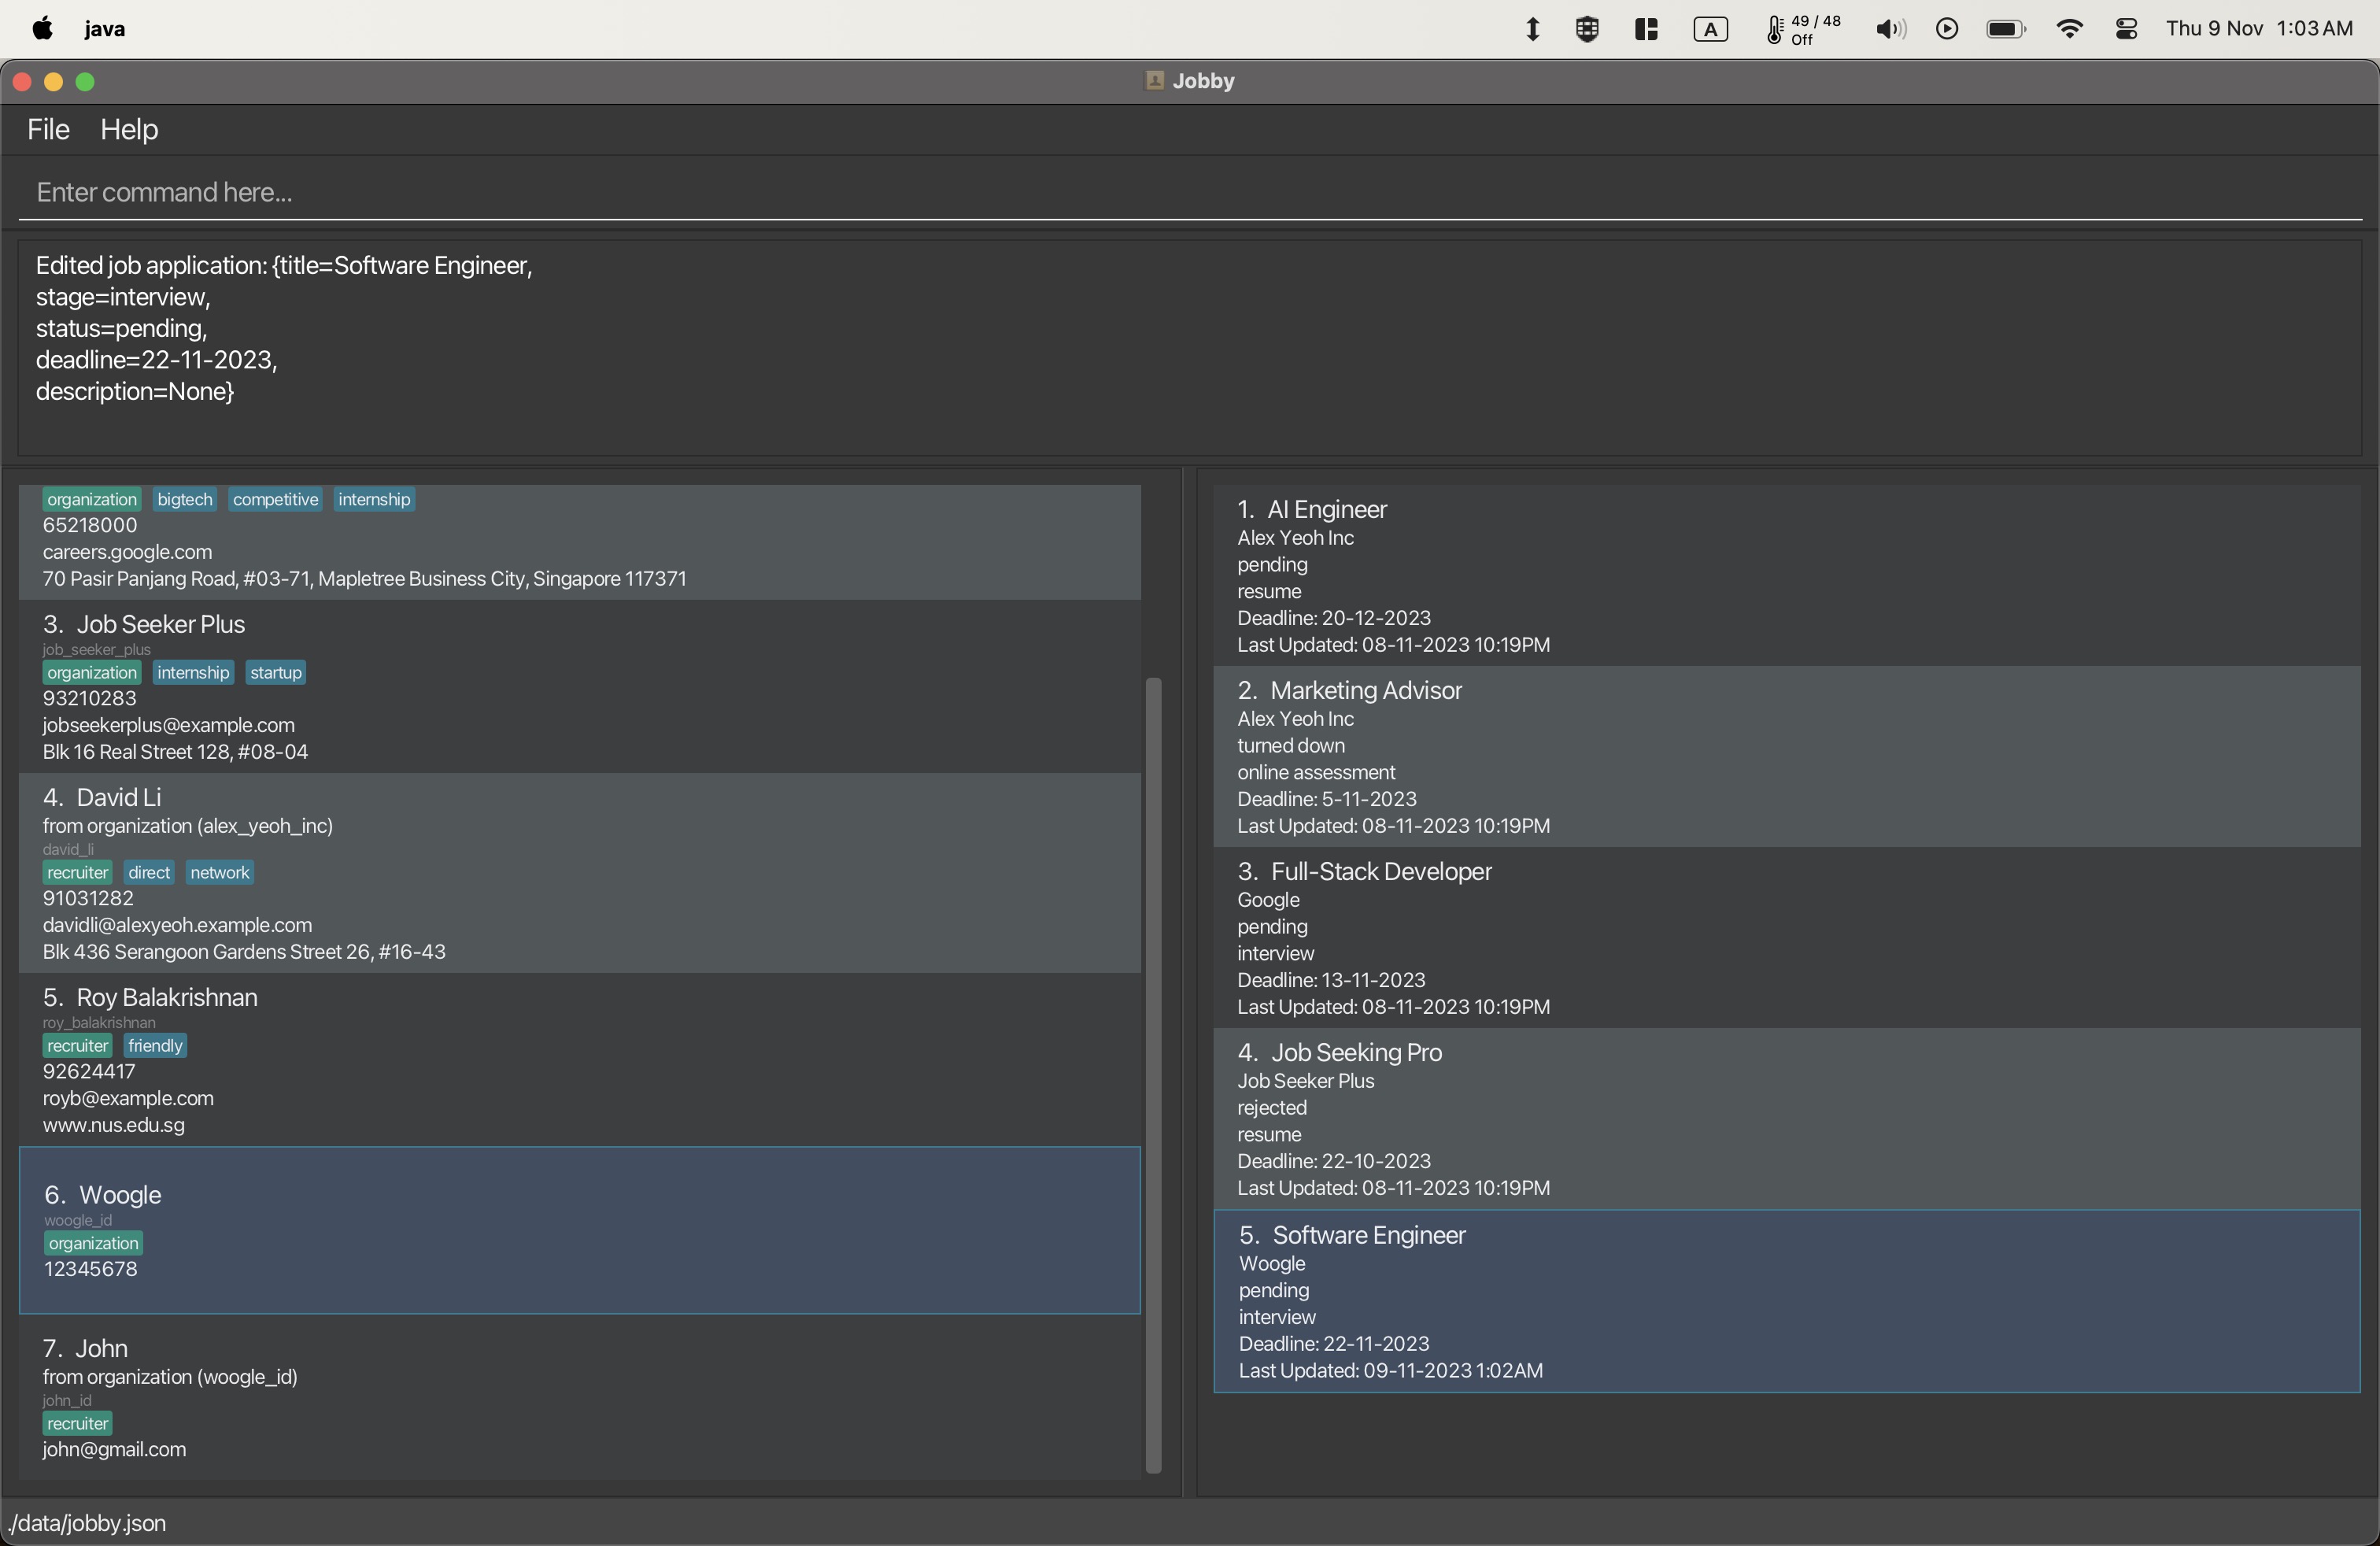 java
A
49 / 48
Off
Thu 9 Nov 1:03 AM
Jobby
File Help
Enter command here...
Edited job application: {title=Software Engineer,
stage=interview,
status=pending,
deadline=22-11-2023,
description=None}
organization bigtech competitive internship
65218000
careers.google.com
70 Pasir Panjang Road, #03-71, Mapletree Business City, Singapore 117371
3. Job Seeker Plus
job_seeker_plus
organization internship startup
93210283
jobseekerplus@example.com
Blk 16 Real Street 128, #08-04
4. David Li
from organization (alex_yeoh_inc)
david_li
recruiter direct network
91031282
davidli@alexyeoh.example.com
Blk 436 Serangoon Gardens Street 26, #16-43
5. Roy Balakrishnan
roy_balakrishnan
recruiter friendly
92624417
royb@example.com
www.nus.edu.sg
6. Woogle
woogle_id
organization
12345678
7. John
from organization (woogle_id)
john_id
recruiter
john@gmail.com
1. AI Engineer
Alex Yeoh Inc
pending
resume
Deadline: 20-12-2023
Last Updated: 08-11-2023 10:19PM
2. Marketing Advisor
Alex Yeoh Inc
turned down
online assessment
Deadline: 5-11-2023
Last Updated: 08-11-2023 10:19PM
3. Full-Stack Developer
Google
pending
interview
Deadline: 13-11-2023
Last Updated: 08-11-2023 10:19PM
4. Job Seeking Pro
Job Seeker Plus
rejected
resume
Deadline: 22-10-2023
Last Updated: 08-11-2023 10:19PM
5. Software Engineer
Woogle
pending
interview
Deadline: 22-11-2023
Last Updated: 09-11-2023 1:02AM
./data/jobby.json